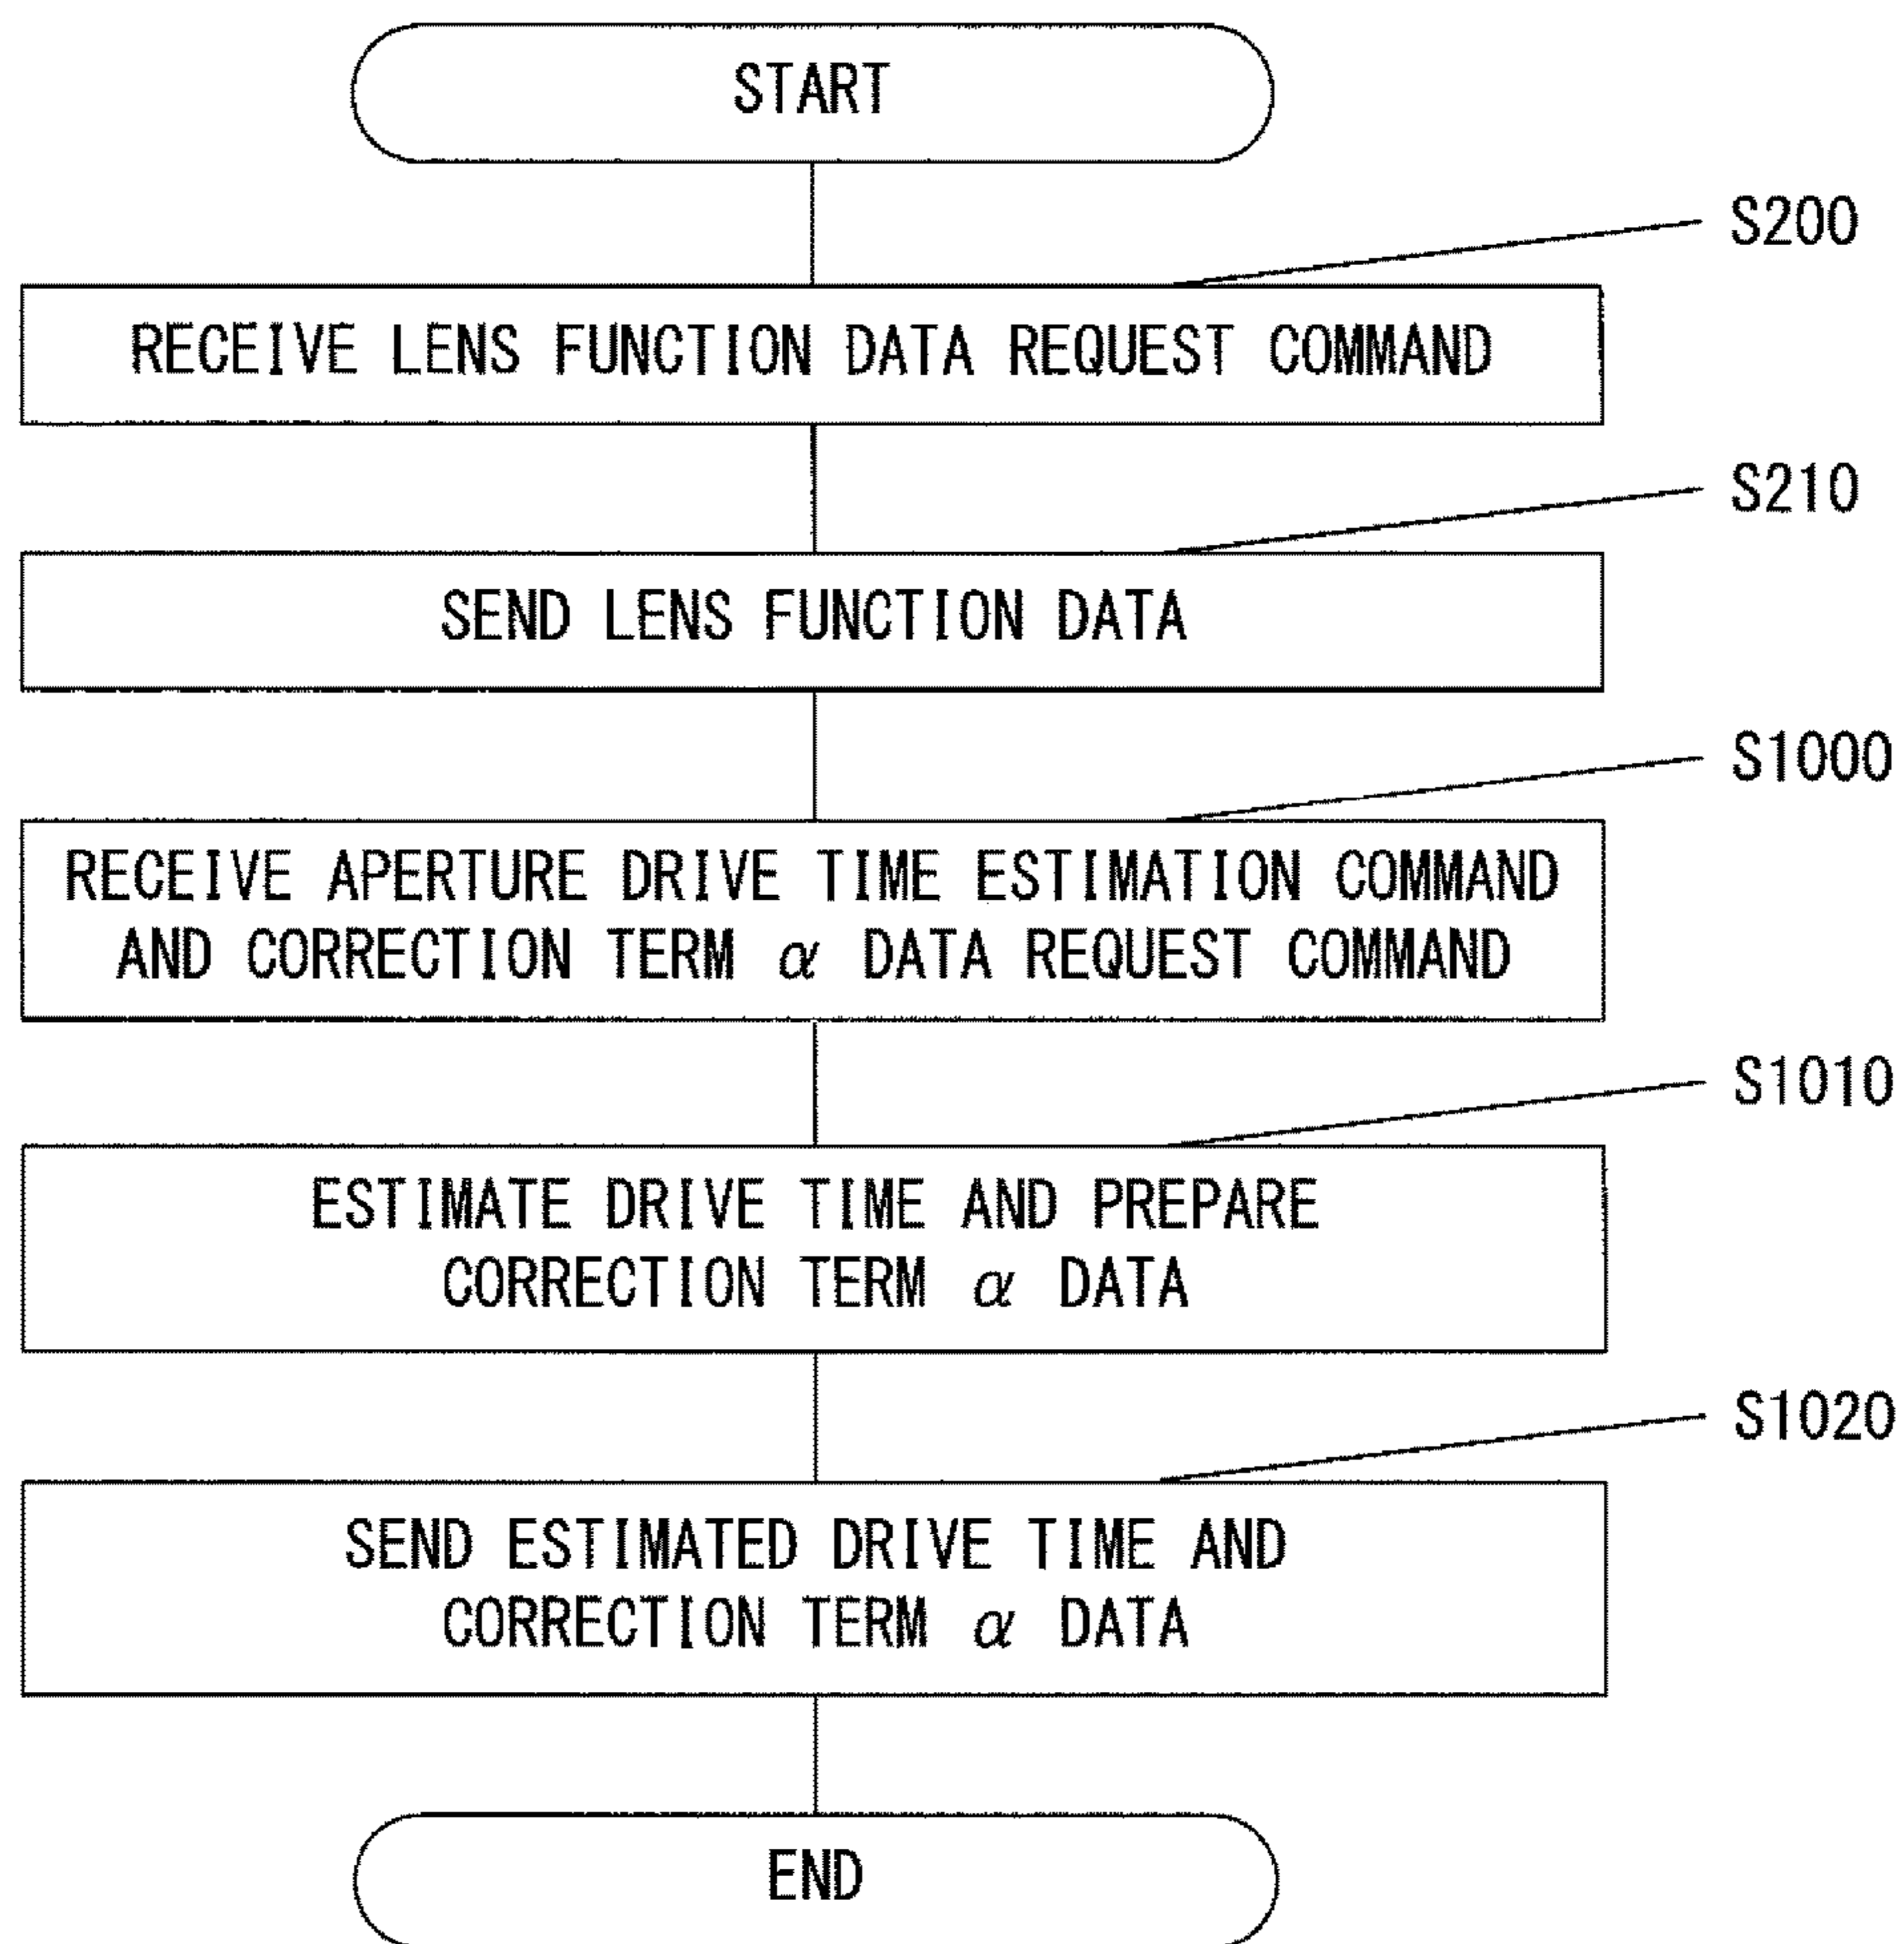 START
S200
RECEIVE LENS FUNCTION DATA REQUEST COMMAND
S210
SEND LENS FUNCTION DATA
S1000
RECEIVE APERTURE DRIVE TIME ESTIMATION COMMAND
AND CORRECTION TERM α DATA REQUEST COMMAND
S1010
ESTIMATE DRIVE TIME AND PREPARE
CORRECTION TERM α DATA
S1020
SEND ESTIMATED DRIVE TIME AND
CORRECTION TERM α DATA
END